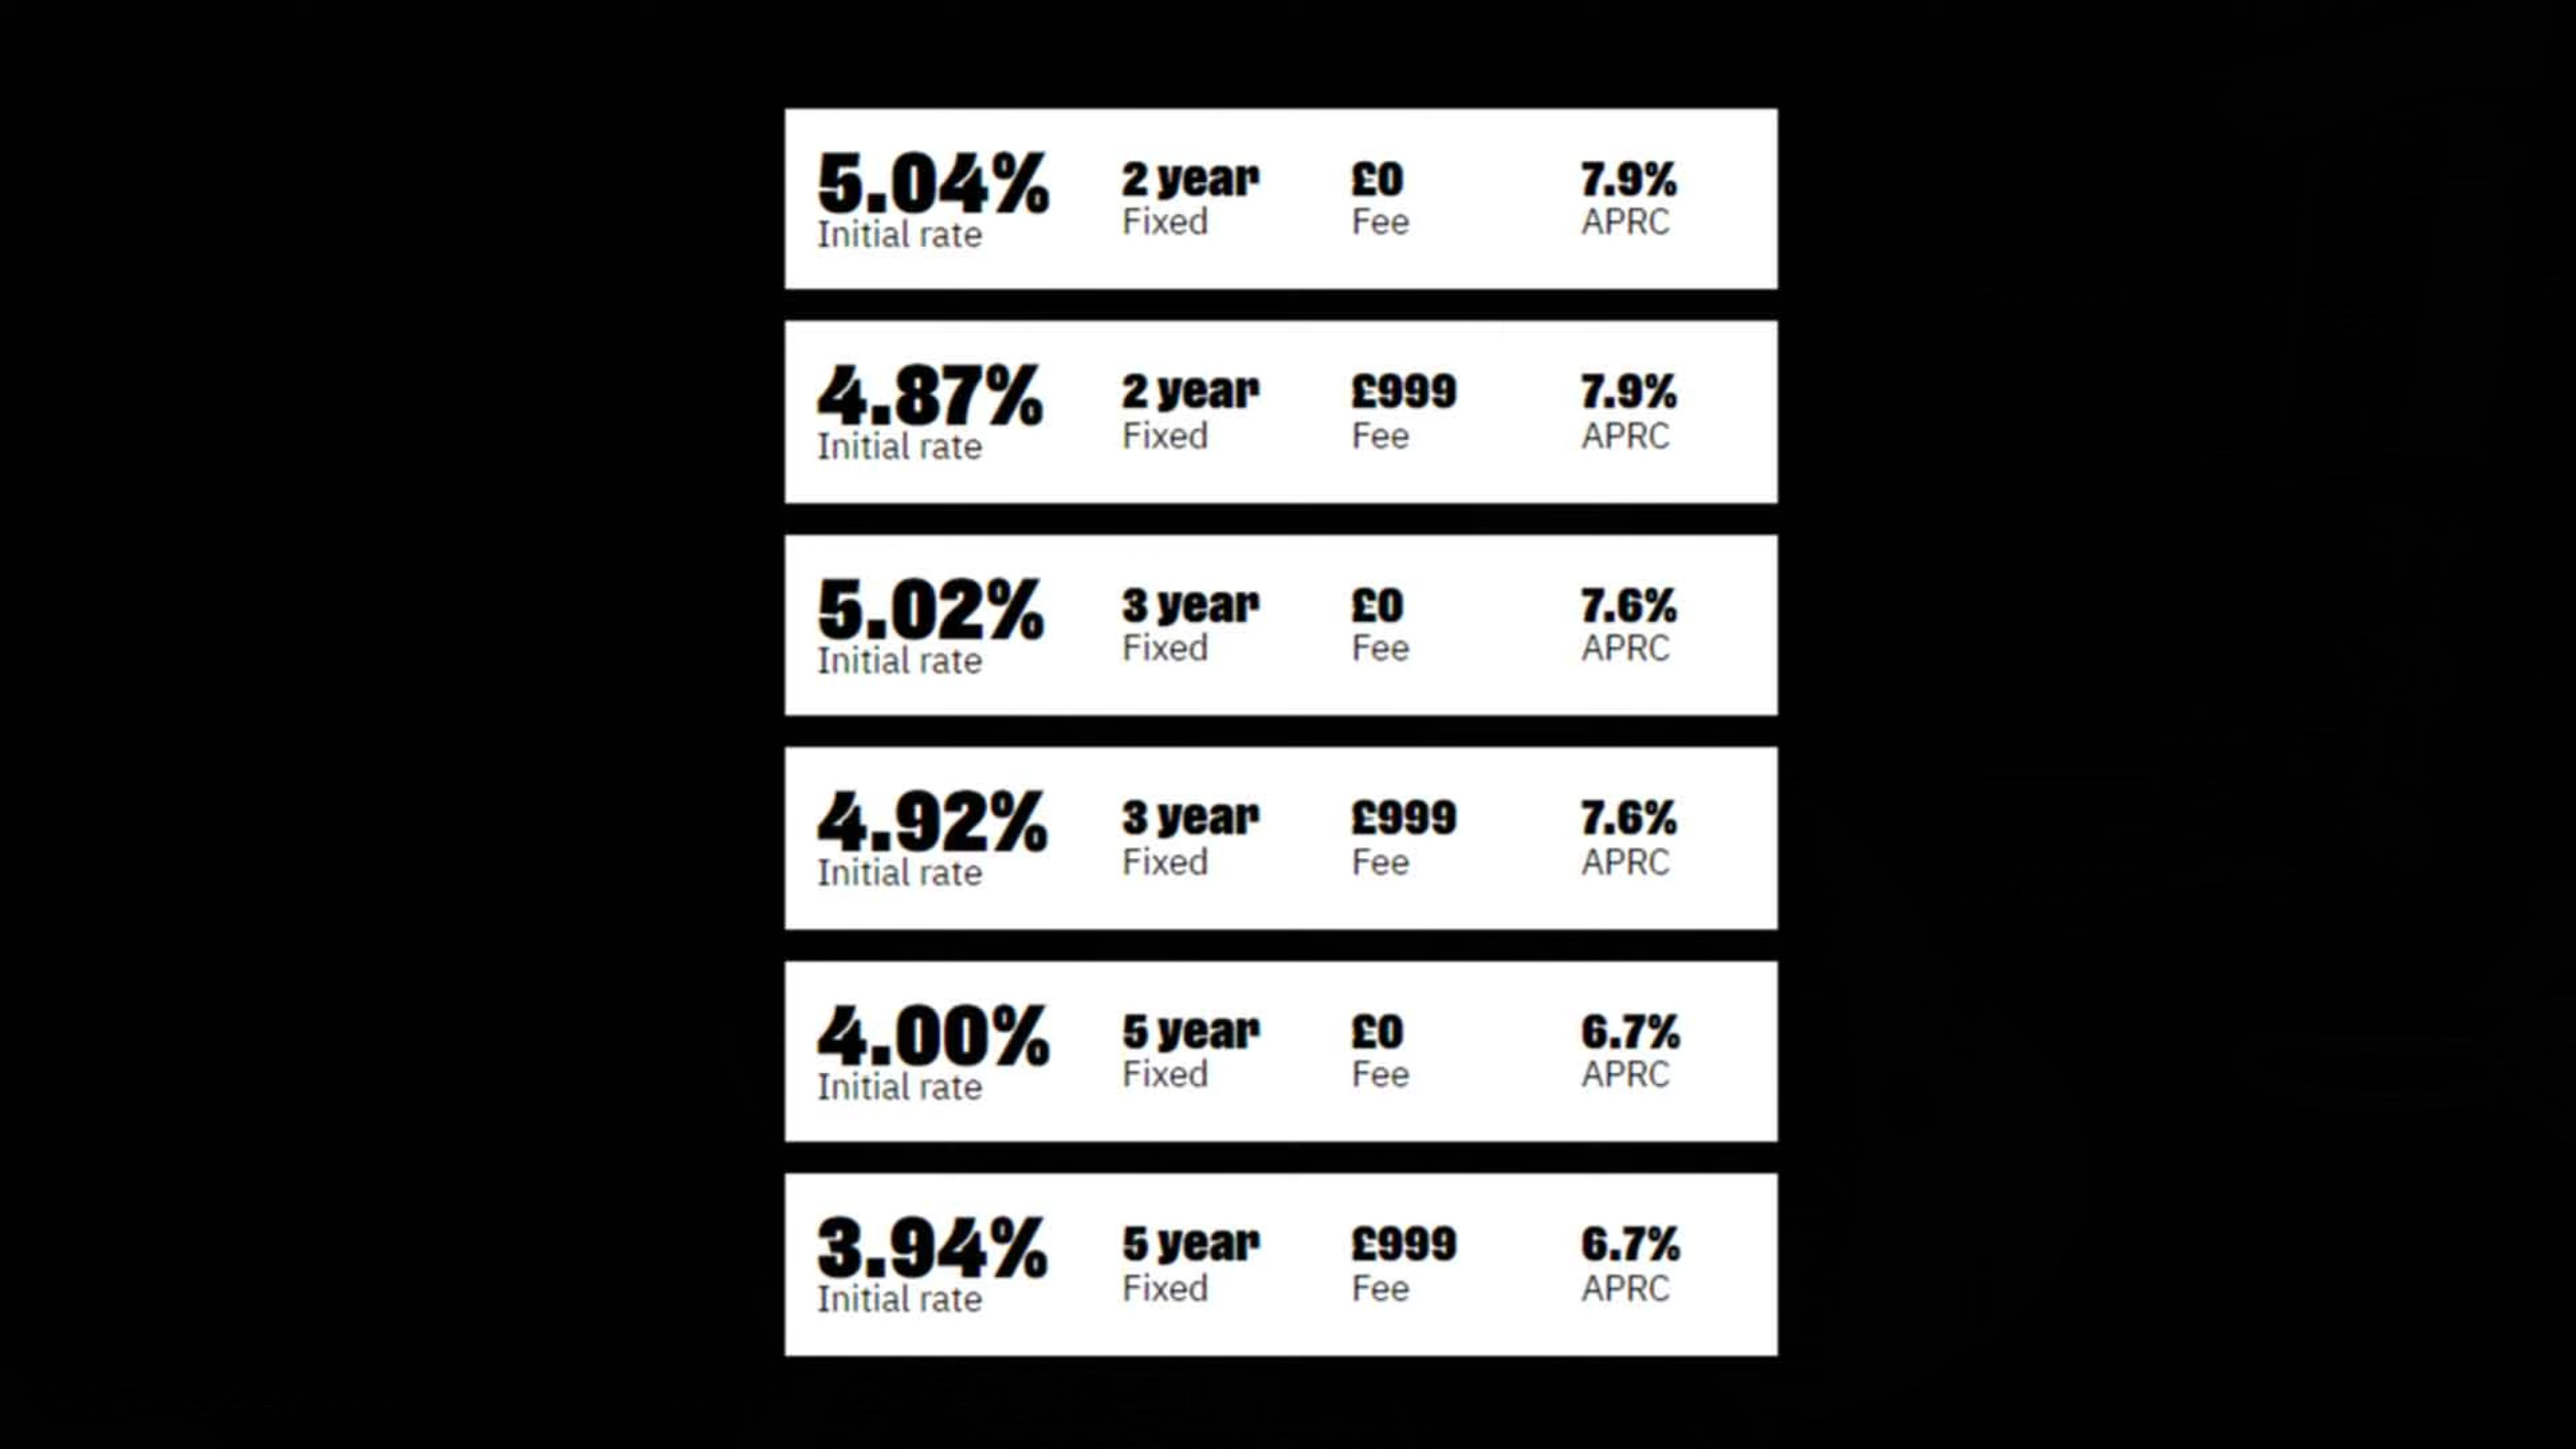 5.04% 2 year £0 7.9%
Initial rate Fixed Fee APRC
4.87% 2 year £999 7.9%
Initial rate Fixed Fee APRC
5.02% 3 year £0 7.6%
Initial rate Fixed Fee APRC
4.92% 3 year £999 7.6%
Initial rate Fixed Fee APRC
4.00% 5 year £0 6.7%
Initial rate Fixed Fee APRC
3.94% 5 year £999 6.7%
Initial rate Fixed Fee APRC